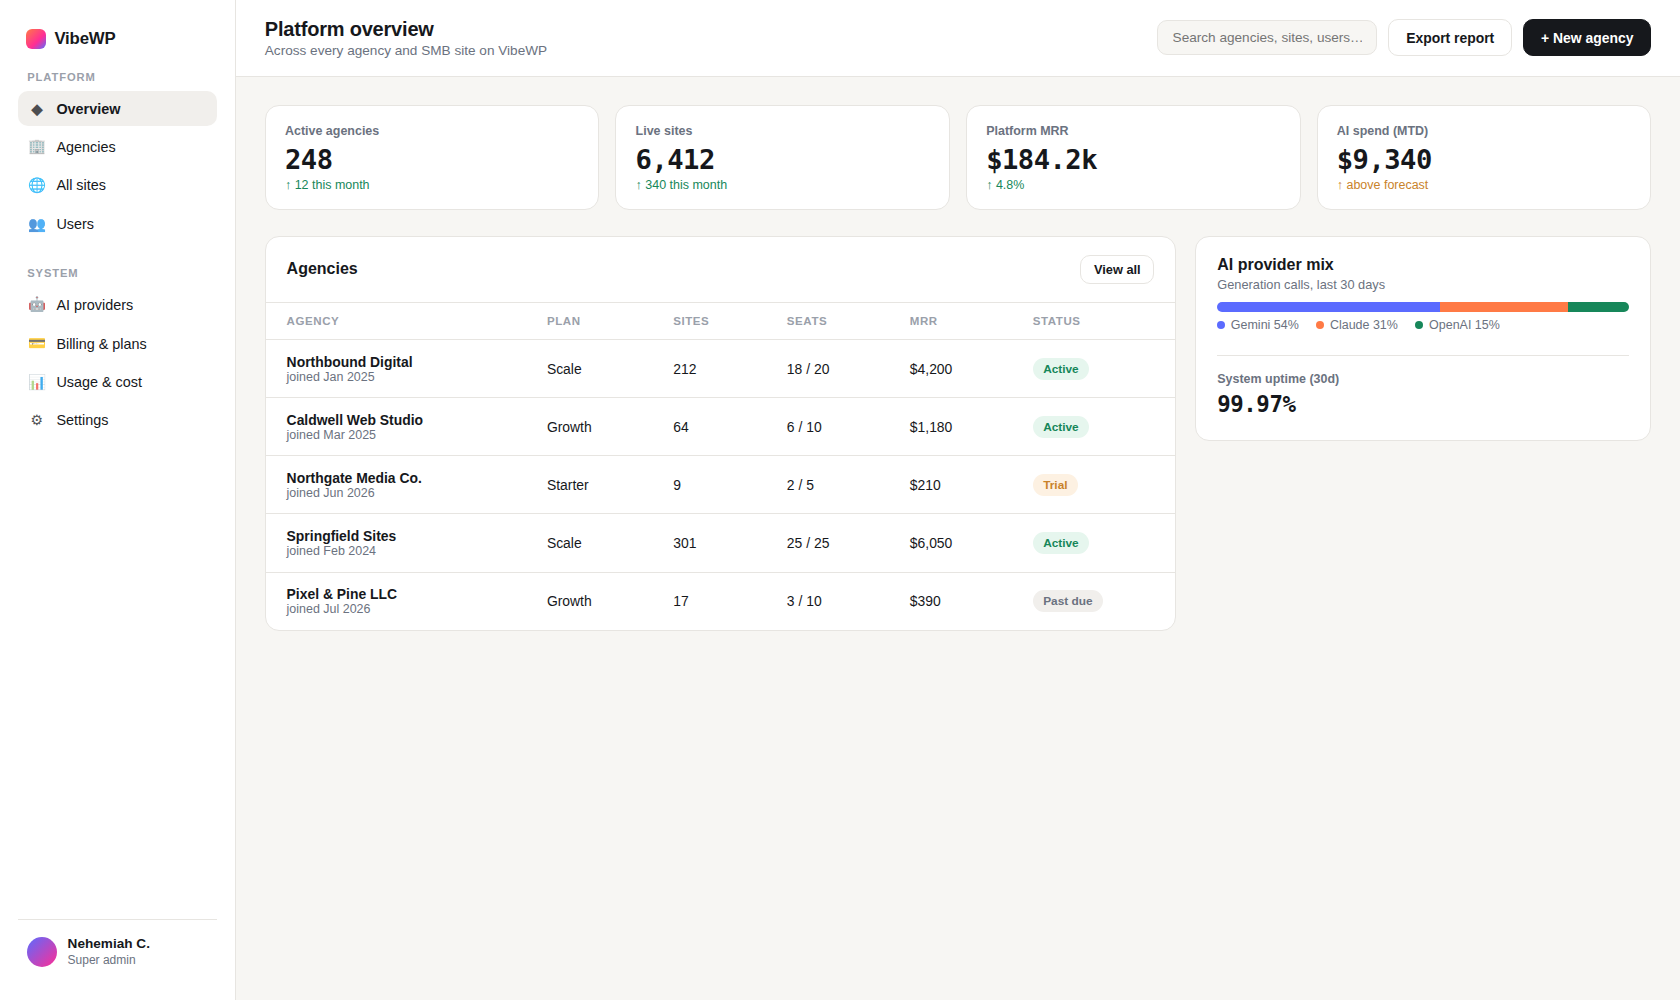 VibeWP
PLATFORM
Overview
Agencies
All sites
Users
SYSTEM
AI providers
Billing & plans
Usage & cost
Settings
Nehemiah C.
Super admin
Platform overview
Across every agency and SMB site on VibeWP
Search agencies, sites, users…
Export report
+ New agency
Active agencies
248
↑ 12 this month
Live sites
6,412
↑ 340 this month
Platform MRR
$184.2k
↑ 4.8%
AI spend (MTD)
$9,340
↑ above forecast
Agencies
View all
AGENCY PLAN SITES SEATS MRR STATUS
Northbound Digital
joined Jan 2025
Scale 212 18 / 20 $4,200 Active
Caldwell Web Studio
joined Mar 2025
Growth 64 6 / 10 $1,180 Active
Northgate Media Co.
joined Jun 2026
Starter 9 2 / 5 $210 Trial
Springfield Sites
joined Feb 2024
Scale 301 25 / 25 $6,050 Active
Pixel & Pine LLC
joined Jul 2026
Growth 17 3 / 10 $390 Past due
AI provider mix
Generation calls, last 30 days
Gemini 54% Claude 31% OpenAI 15%
System uptime (30d)
99.97%